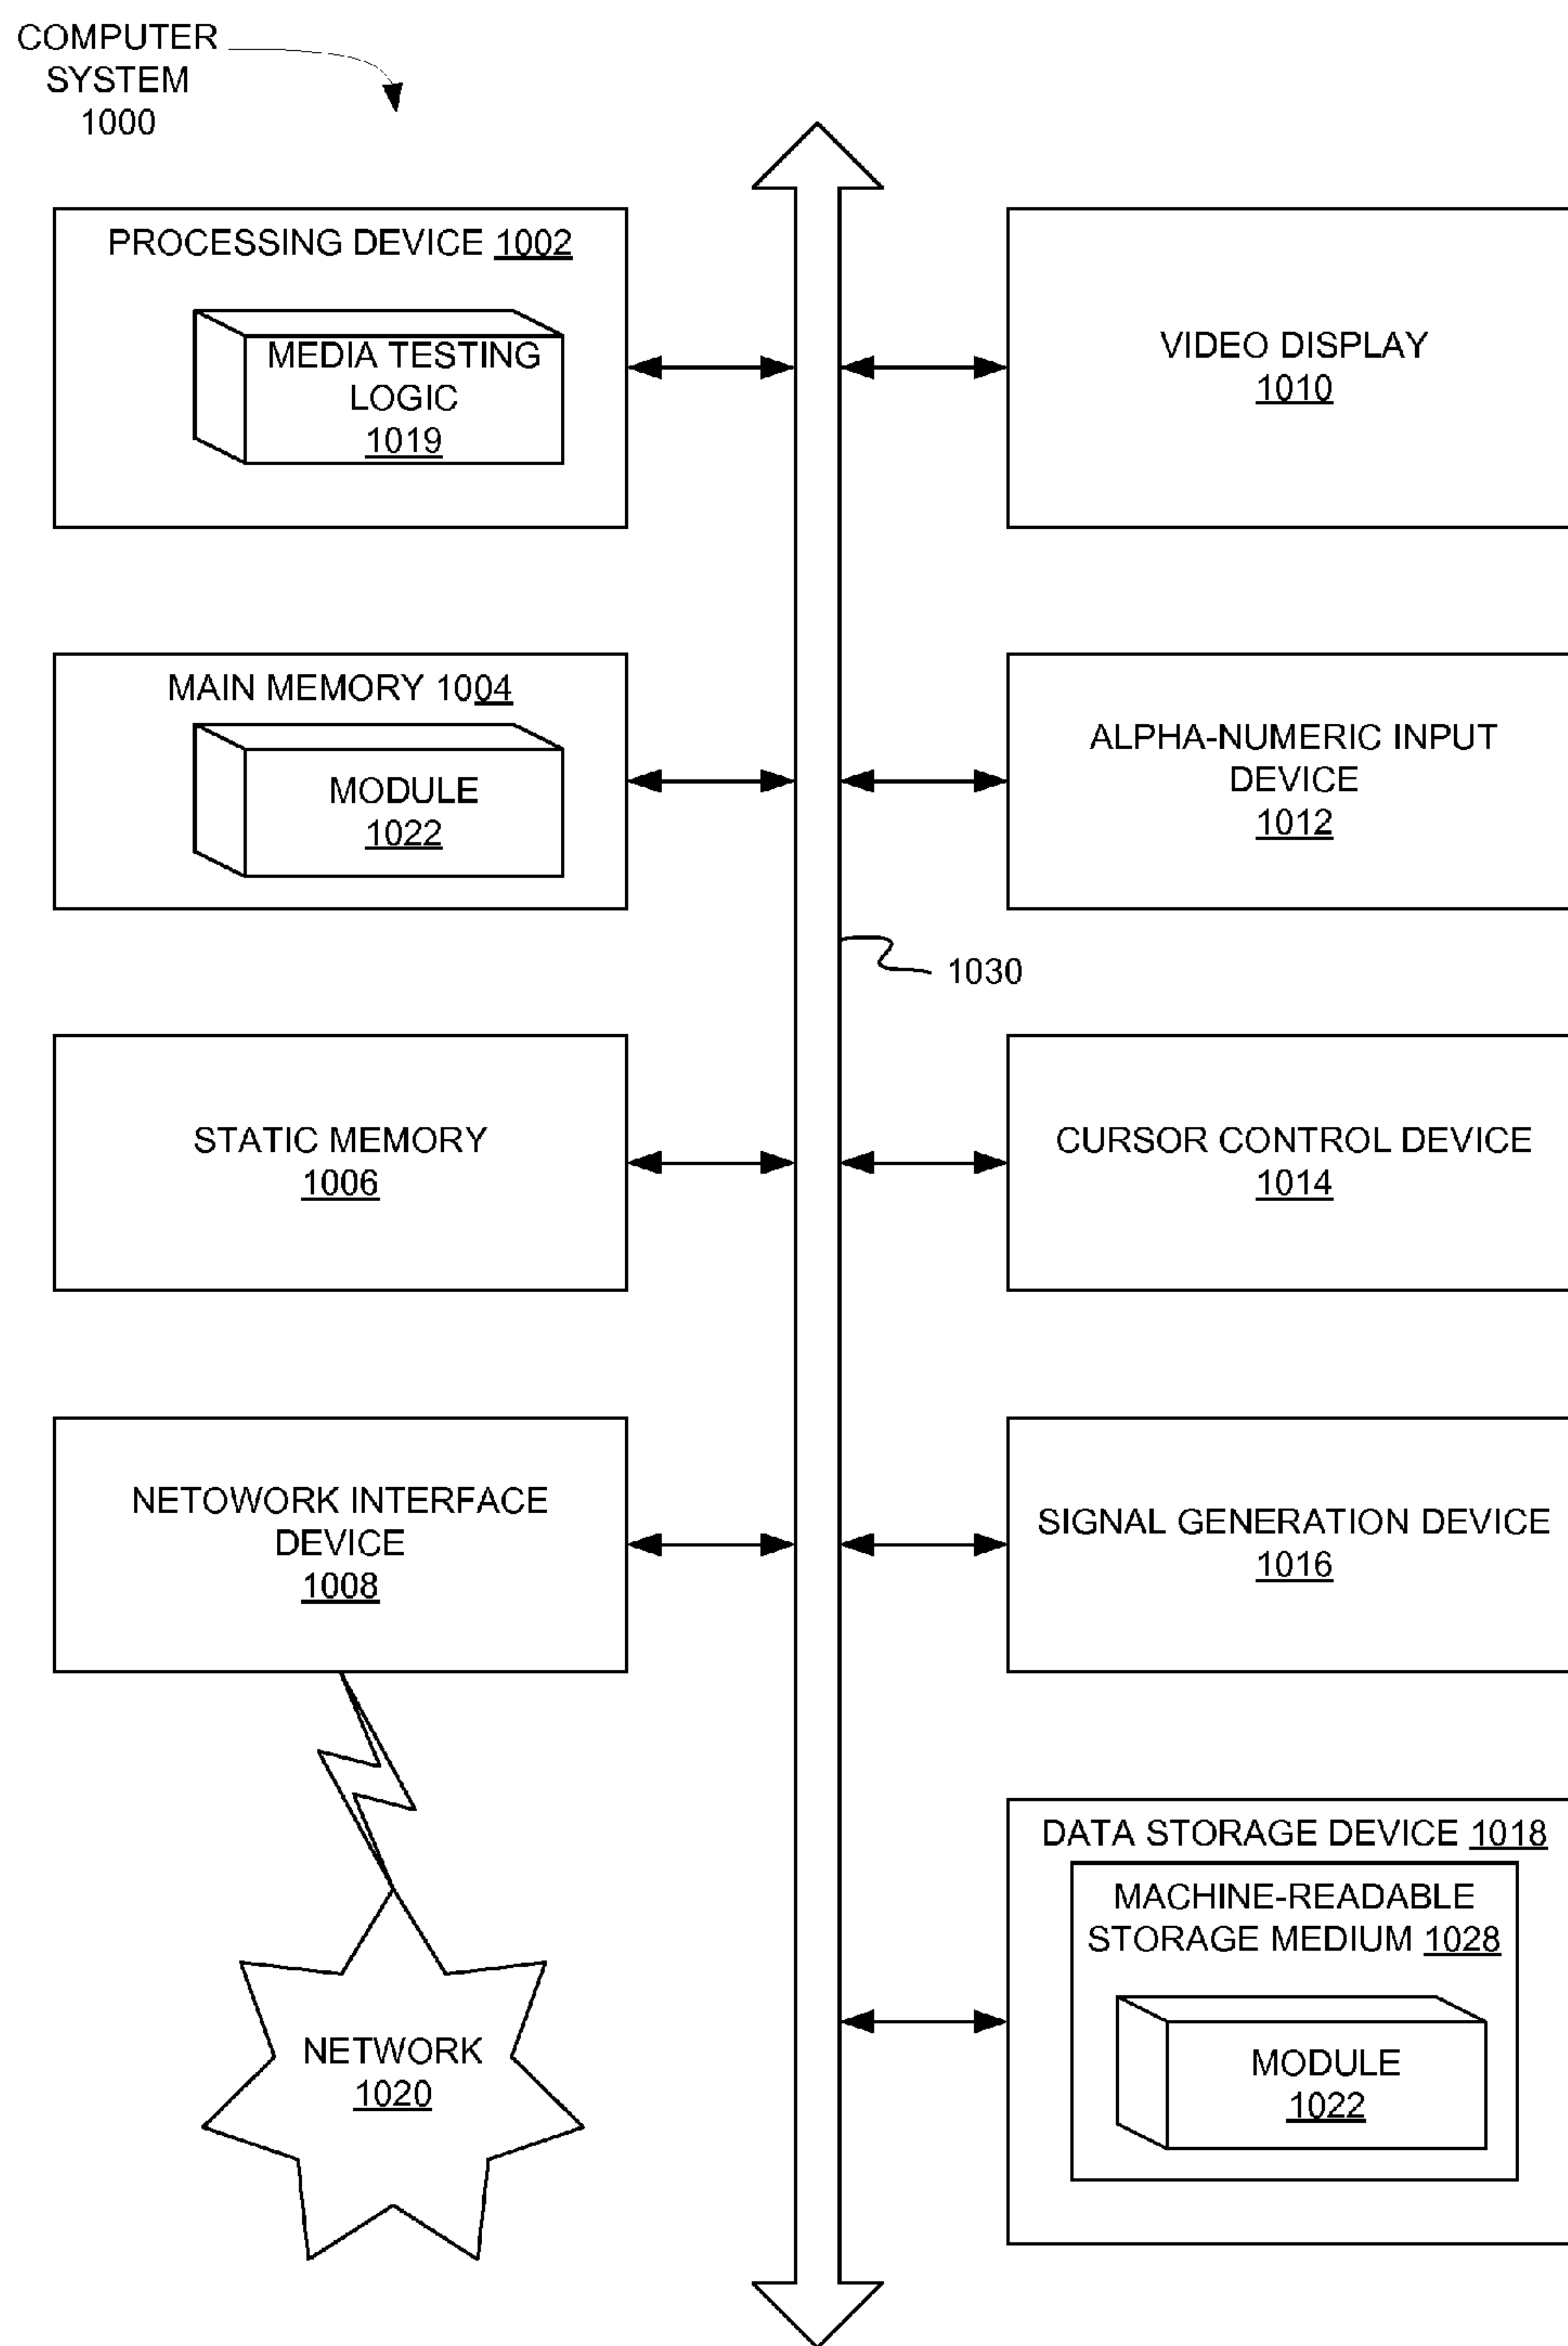 COMPUTER
SYSTEM
1000
PROCESSING DEVICE 1002
MEDIA TESTING
LOGIC
1019
VIDEO DISPLAY
1010
MAIN MEMORY 1004
MODULE
1022
ALPHA-NUMERIC INPUT
DEVICE
1012
1030
STATIC MEMORY
1006
CURSOR CONTROL DEVICE
1014
NETOWORK INTERFACE
DEVICE
1008
SIGNAL GENERATION DEVICE
1016
DATA STORAGE DEVICE 1018
MACHINE-READABLE
STORAGE MEDIUM 1028
MODULE
1022
NETWORK
1020